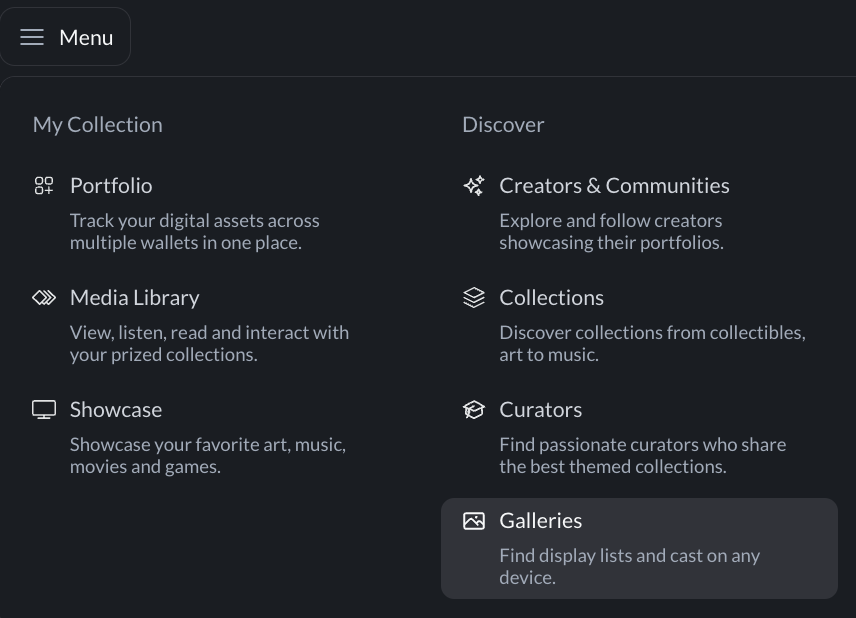 Menu
My Collection
Portfolio
Track your digital assets across
multiple wallets in one place.
Media Library
View, listen, read and interact with
your prized collections.
Showcase
Showcase your favorite art, music,
movies and games.
Discover
Creators & Communities
Explore and follow creators
showcasing their portfolios.
Collections
Discover collections from collectibles,
art to music.
Curators
Find passionate curators who share
the best themed collections.
Galleries
Find display lists and cast on any
device.